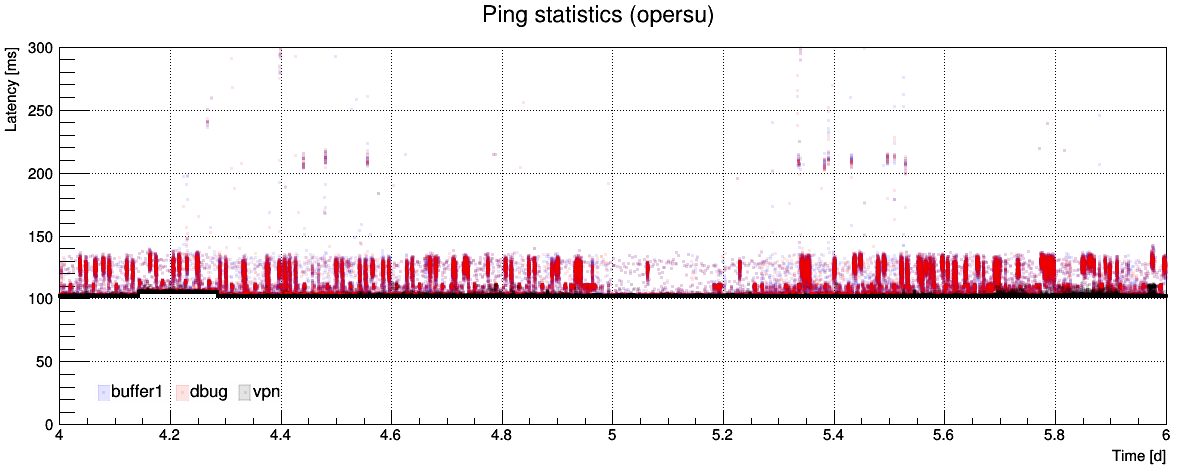 Ping statistics (opersu)
Latency [ms]
300
250
200
150
100
50
0
buffer1 dbug vpn
4 4.2 4.4 4.6 4.8 5 5.2 5.4 5.6 5.8 6
Time [d]